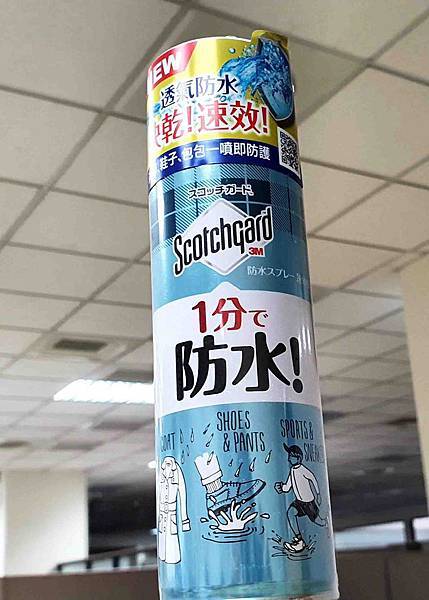 NEW
透氣防水
快乾!速效!
鞋子、包包一噴即防護
スコッチガード
Scotchgard
3M
防水スプレー
1分で
防水!
COAT
SHOES
& PANTS
SPORTS &